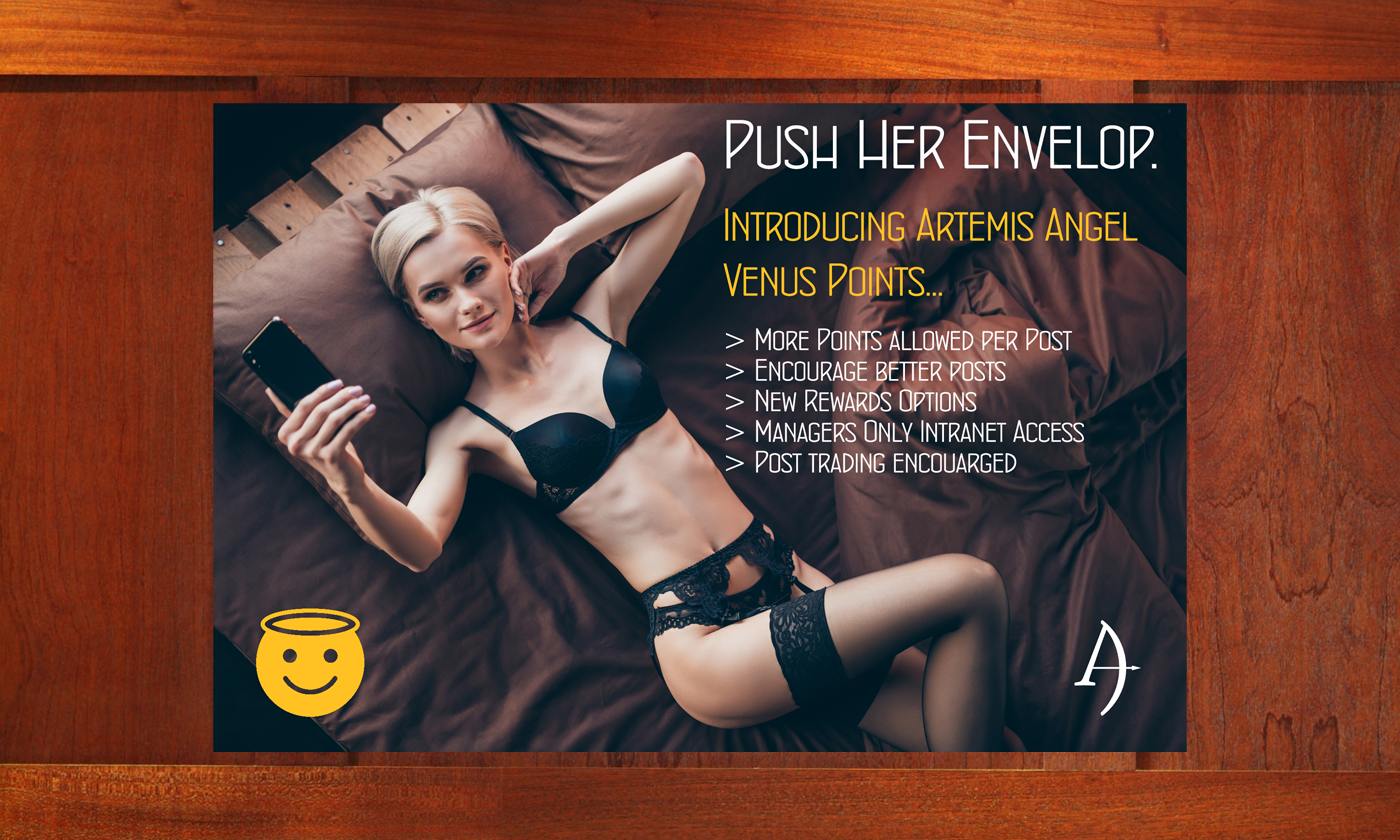 Push Her Envelop.
Introducing Artemis Angel
Venus Points...
> More Points allowed per Post
> Encourage better posts
> New Rewards Options
> Managers Only Intranet Access
> Post trading encouarged
A